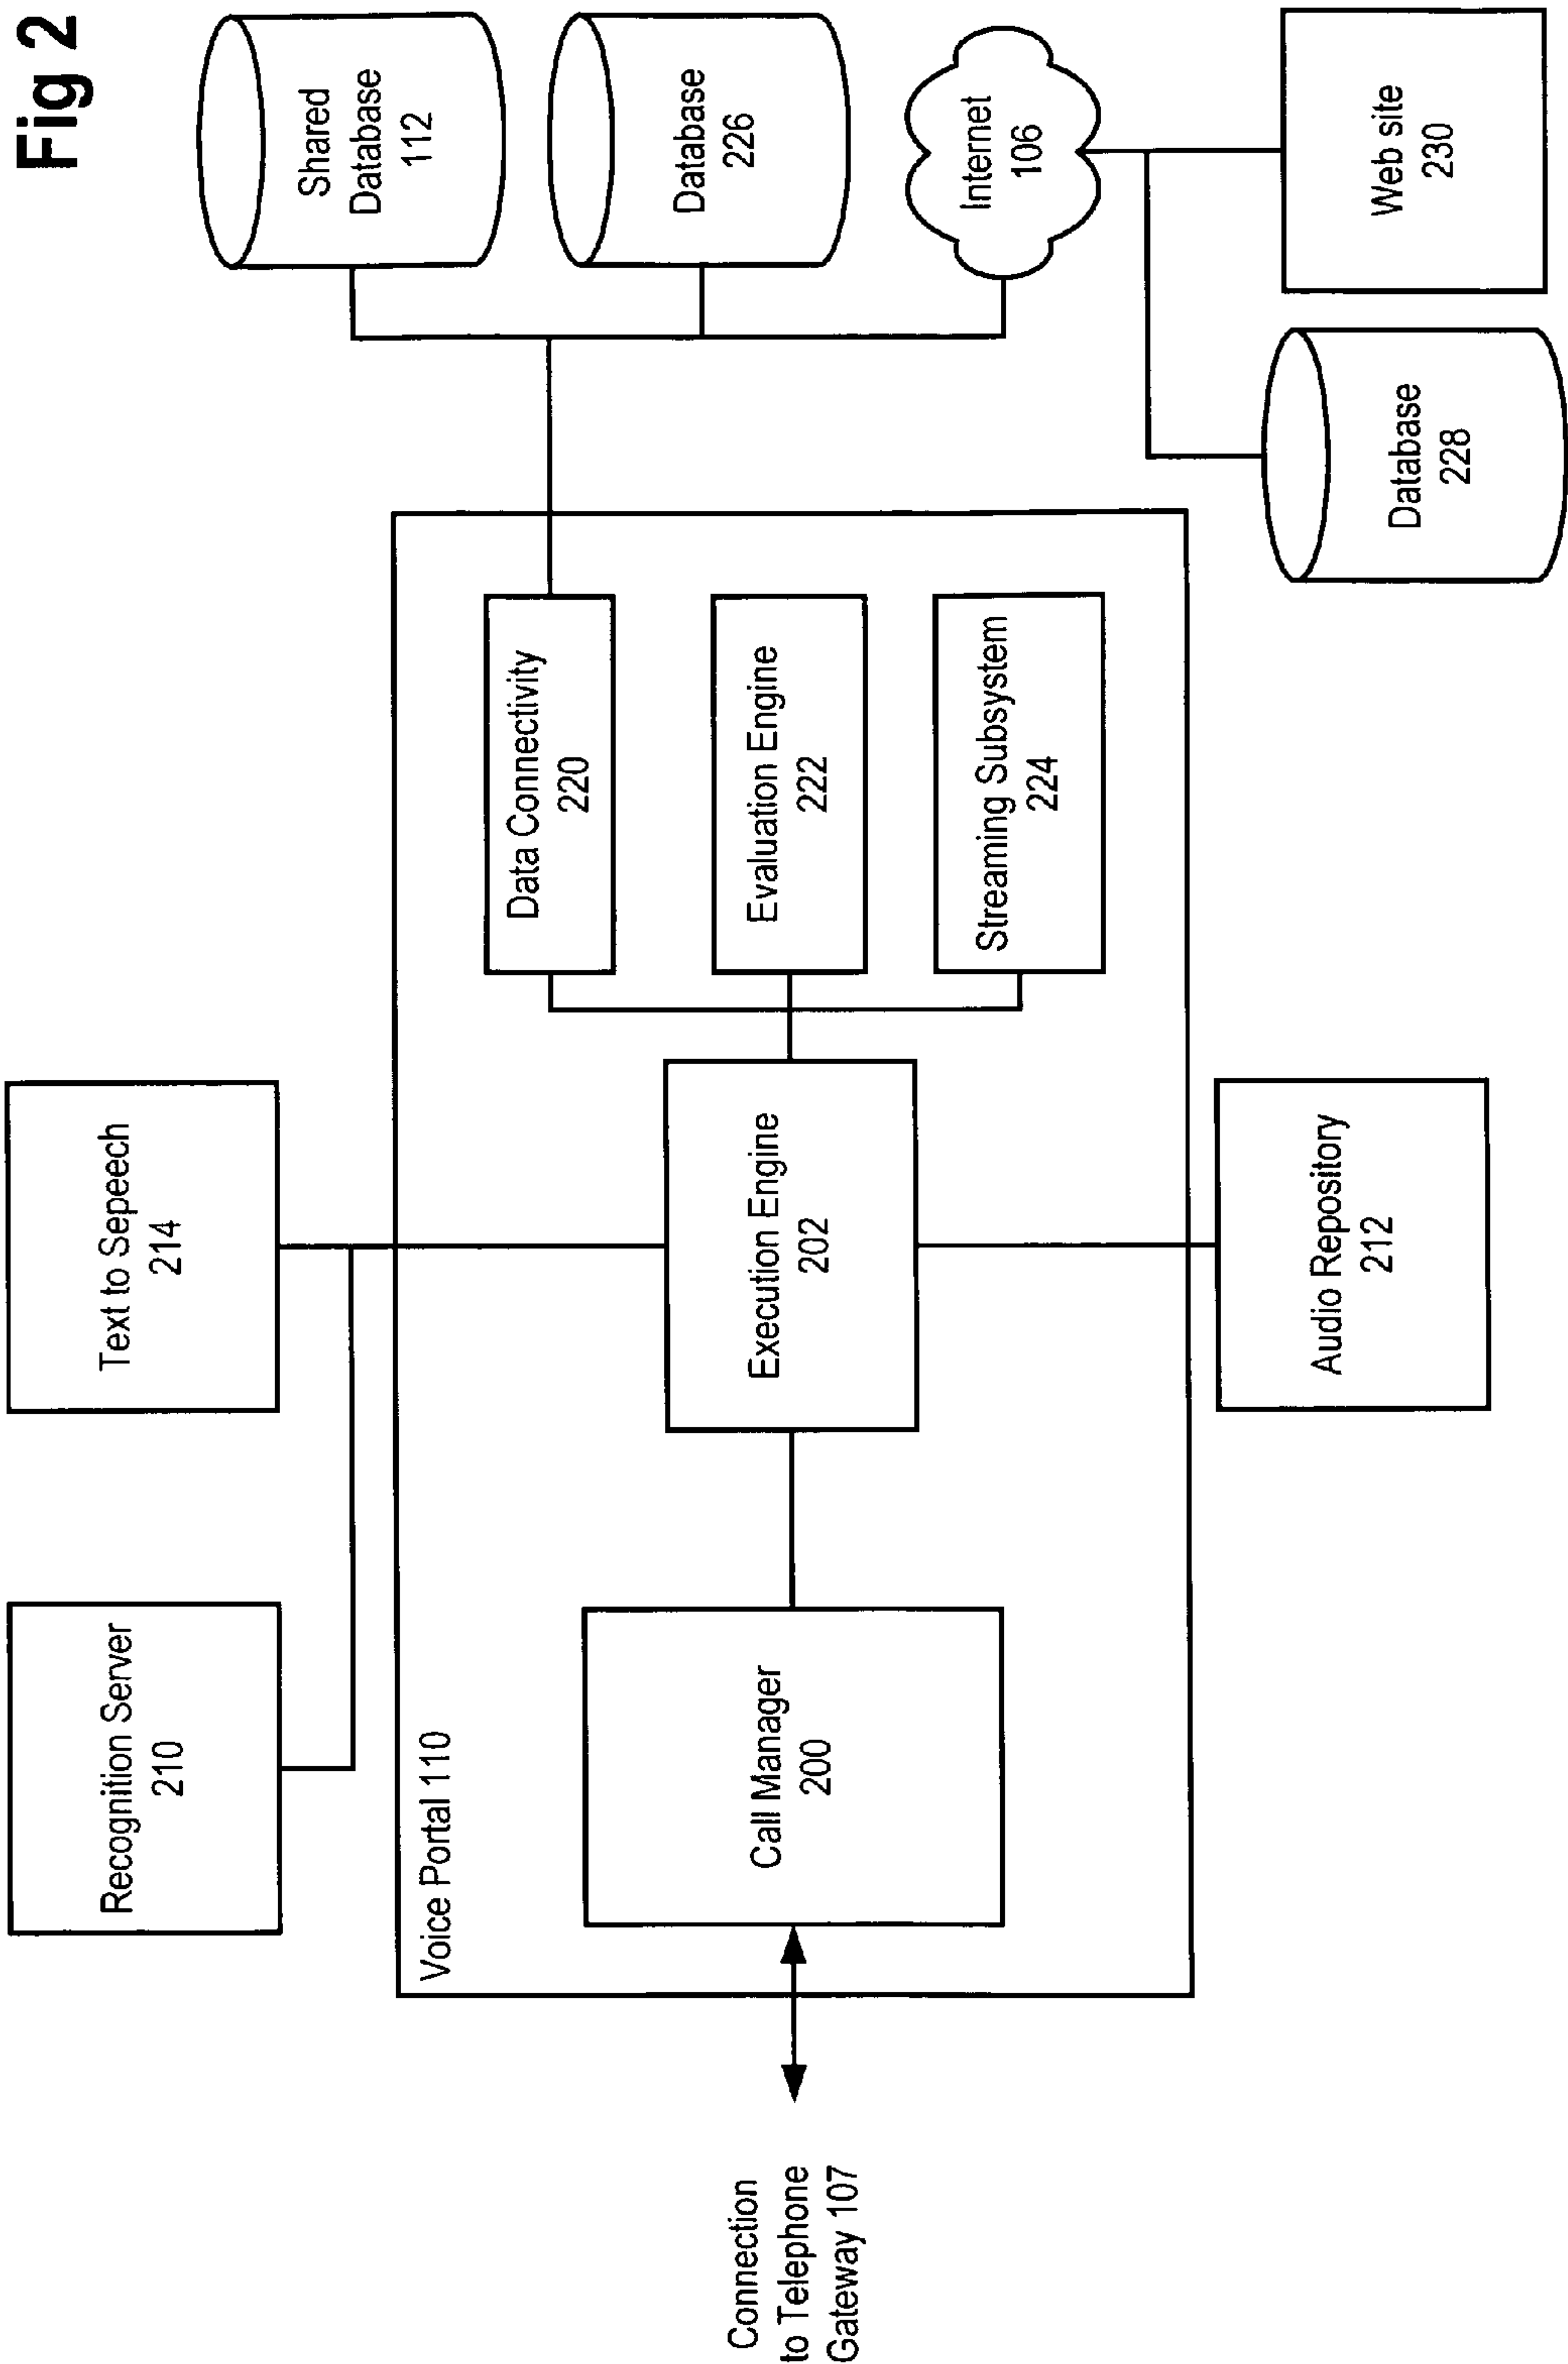 Fig 2
Recognition Server
210
Text to Sepeech
214
Shared
Database
112
Voice Portal 110
Data Connectivity
220
Database
226
Connection
to Telephone
Gateway 107
Call Manager
200
Execution Engine
202
Evaluation Engine
222
Streaming Subsystem
224
Internet
106
Audio Repository
212
Database
228
Web site
230